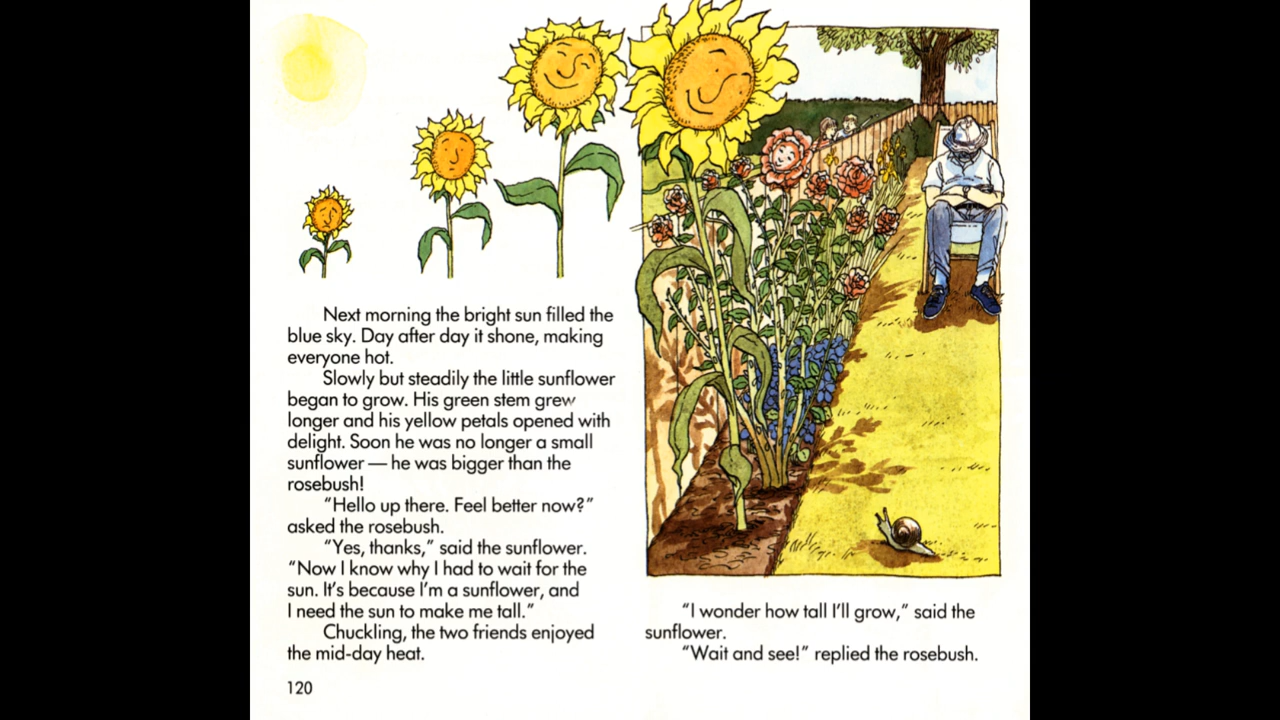 Next morning the bright sun filled the
blue sky. Day after day it shone, making
everyone hot.
Slowly but steadily the little sunflower
began to grow. His green stem grew
longer and his yellow petals opened with
delight. Soon he was no longer a small
sunflower — he was bigger than the
rosebush!
“Hello up there. Feel better now?”
asked the rosebush.
“Yes, thanks,” said the sunflower.
“Now I know why I had to wait for the
sun. It’s because I’m a sunflower, and
I need the sun to make me tall.”
Chuckling, the two friends enjoyed
the mid-day heat.
120
“I wonder how tall I’ll grow,” said the
sunflower.
“Wait and see!” replied the rosebush.